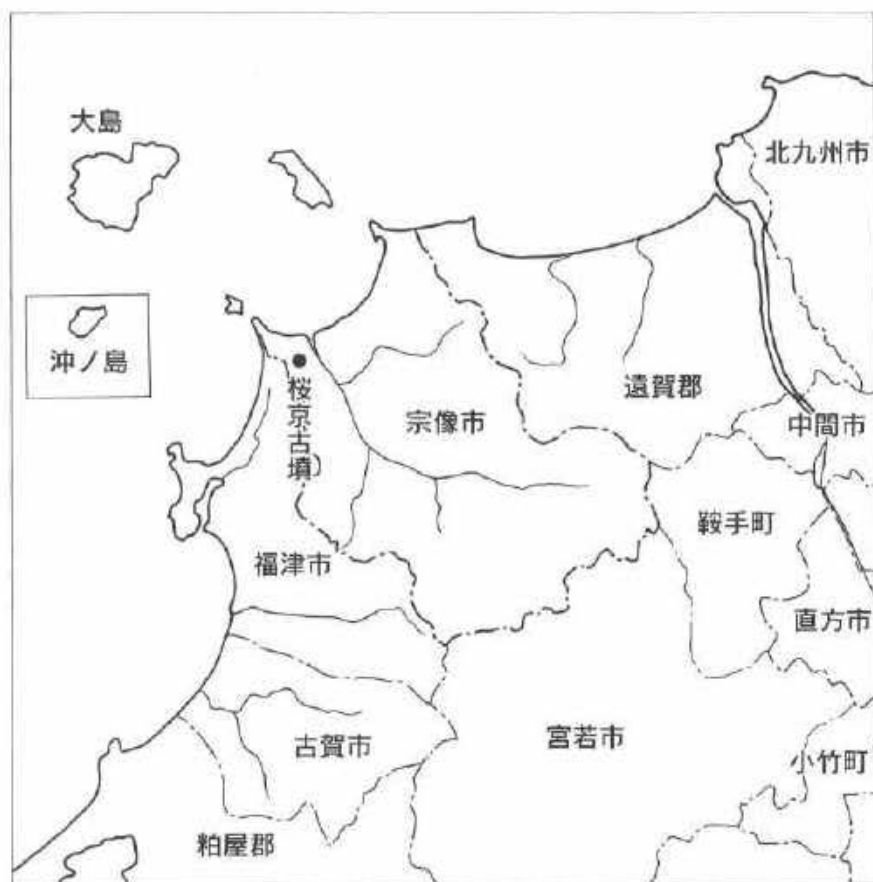 大島
北九州市
沖ノ島
桜京古墳
宗像市
遠賀郡
中間市
鞍手町
福津市
直方市
古賀市
宮若市
小竹町
粕屋郡